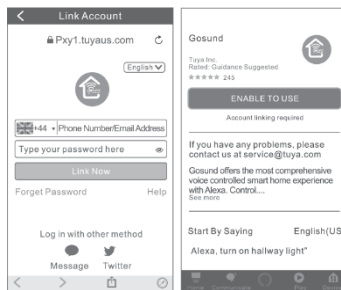 Link Account
Pxy1.tuyaus.com
English
+44
Phone Number/Email Address
Type your password here
Link Now
Forget Password
Help
Log in with other method
Message
Twitter
Gosund
Tuya Inc.
Rated: Guidance Suggested
★★★★★ 245
ENABLE TO USE
Account linking required
If you have any problems, please
contact us at service@tuya.com
Gosund offers the most comprehensive
voice controlled smart home experience
with Alexa. Control....
See more
Start By Saying
English(US
Alexa, turn on hallway light"
Home
Communicate
Play
Devices